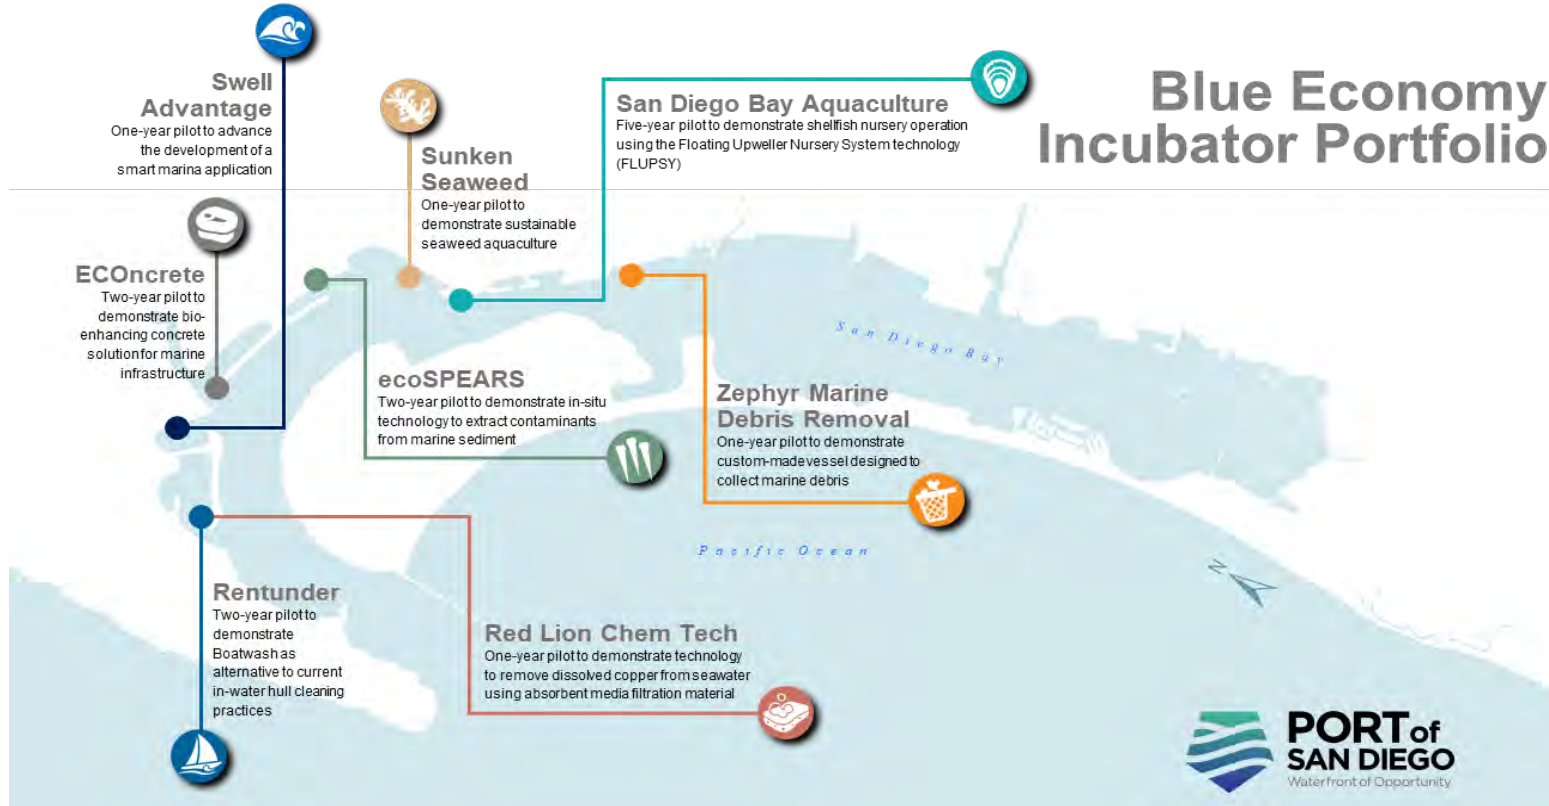 Blue Economy
Incubator Portfolio
Swell
Advantage
One-year pilot to advance
the development of a
smart marina application
Sunken
Seaweed
One-year pilot to
demonstrate sustainable
seaweed aquaculture
San Diego Bay Aquaculture
Five-year pilot to demonstrate shellfish nursery operation
using the Floating Upweller Nursery System technology
(FLUPSY)
ECOncrete
Two-year pilot to
demonstrate bio-
enhancing concrete
solution for marine
infrastructure
San Diego Bay
ecoSPEARS
Two-year pilot to demonstrate in-situ
technology to extract contaminants
from marine sediment
Zephyr Marine
Debris Removal
One-year pilot to demonstrate
custom-made vessel designed to
collect marine debris
Pacific Ocean
N
Rentunder
Two-year pilot to
demonstrate
Boatwash as
alternative to current
in-water hull cleaning
practices
Red Lion Chem Tech
One-year pilot to demonstrate technology
to remove dissolved copper from seawater
using absorbent media filtration material
PORT of
SAN DIEGO
Waterfront of Opportunity